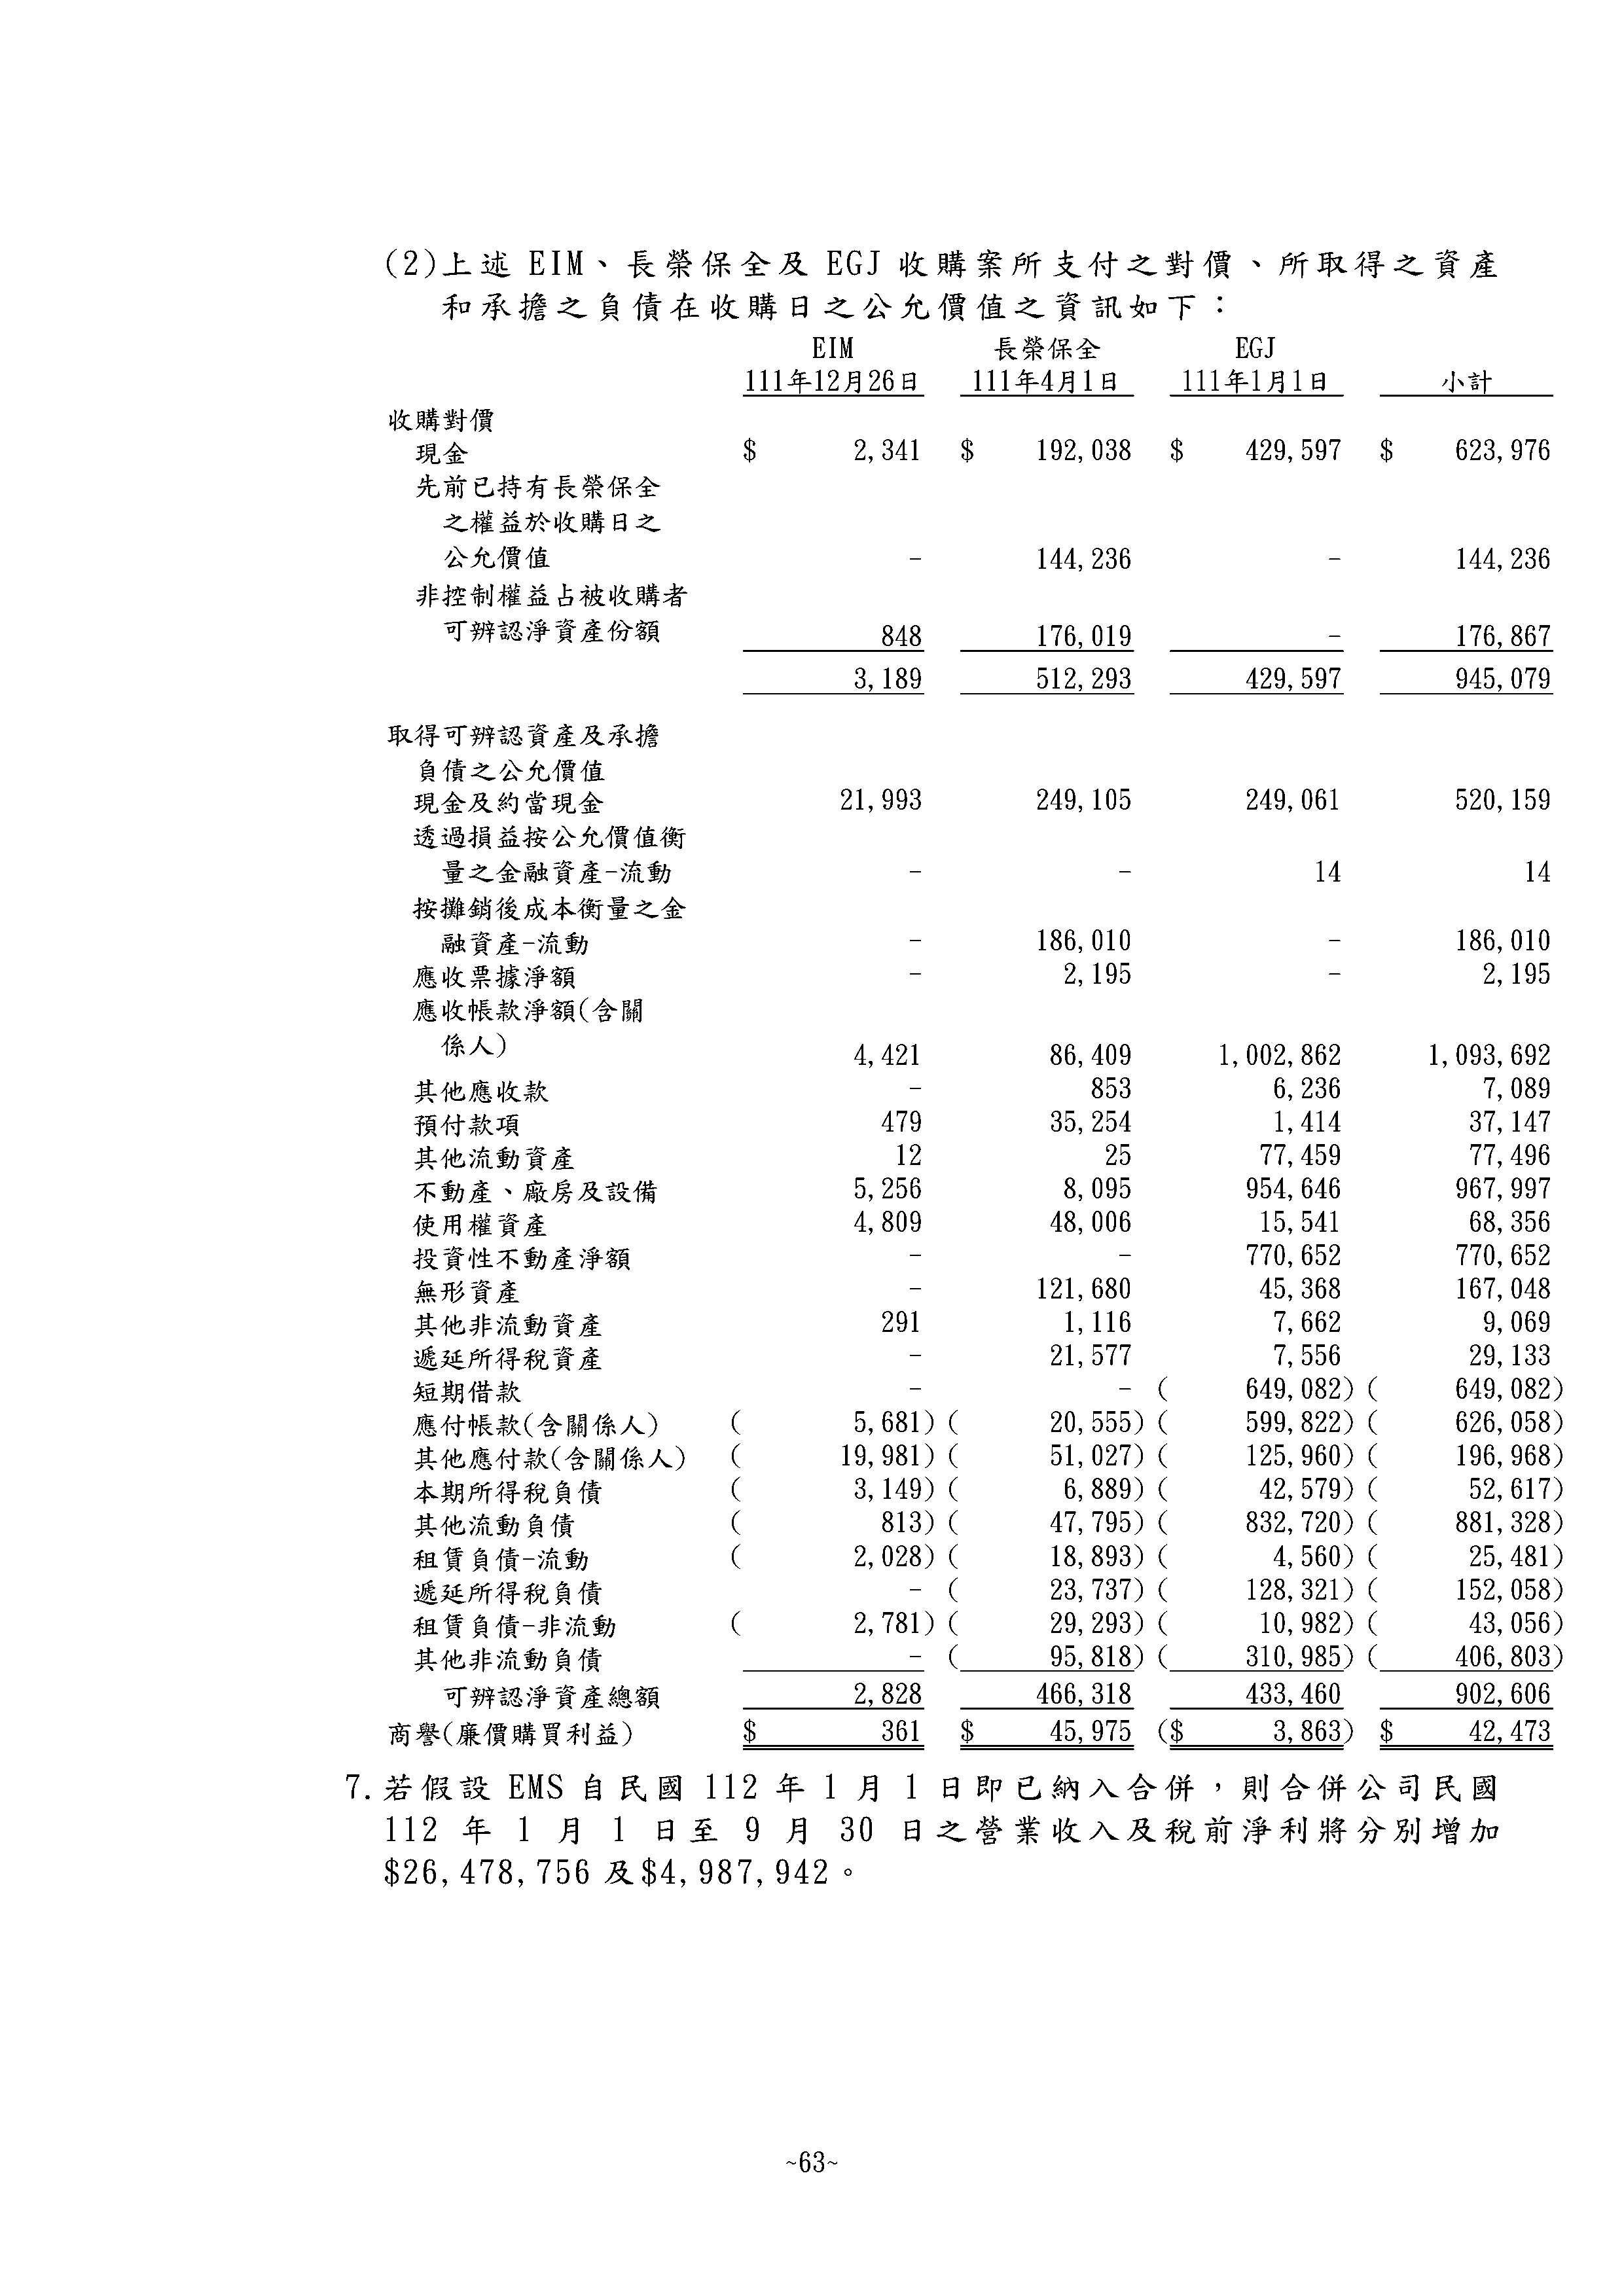 (2)上述 EIM、長榮保全及 EGJ 收購案所支付之對價、所取得之資產
和承擔之負債在收購日之公允價值之資訊如下：
EIM 長榮保全 EGJ
111年12月26日 111年4月1日 111年1月1日 小計
收購對價
現金 $ 2,341 $ 192,038 $ 429,597 $ 623,976
先前已持有長榮保全
之權益於收購日之
公允價值 - 144,236 - 144,236
非控制權益占被收購者
可辨認淨資產份額 848 176,019 - 176,867
3,189 512,293 429,597 945,079
取得可辨認資產及承擔
負債之公允價值
現金及約當現金 21,993 249,105 249,061 520,159
透過損益按公允價值衡
量之金融資產-流動 - - 14 14
按攤銷後成本衡量之金
融資產-流動 - 186,010 - 186,010
應收票據淨額 - 2,195 - 2,195
應收帳款淨額(含關
係人) 4,421 86,409 1,002,862 1,093,692
其他應收款 - 853 6,236 7,089
預付款項 479 35,254 1,414 37,147
其他流動資產 12 25 77,459 77,496
不動產、廠房及設備 5,256 8,095 954,646 967,997
使用權資產 4,809 48,006 15,541 68,356
投資性不動產淨額 - - 770,652 770,652
無形資產 - 121,680 45,368 167,048
其他非流動資產 291 1,116 7,662 9,069
遞延所得稅資產 - 21,577 7,556 29,133
短期借款 - - ( 649,082) ( 649,082)
應付帳款(含關係人) ( 5,681) ( 20,555) ( 599,822) ( 626,058)
其他應付款(含關係人) ( 19,981) ( 51,027) ( 125,960) ( 196,968)
本期所得稅負債 ( 3,149) ( 6,889) ( 42,579) ( 52,617)
其他流動負債 ( 813) ( 47,795) ( 832,720) ( 881,328)
租賃負債-流動 ( 2,028) ( 18,893) ( 4,560) ( 25,481)
遞延所得稅負債 - ( 23,737) ( 128,321) ( 152,058)
租賃負債-非流動 ( 2,781) ( 29,293) ( 10,982) ( 43,056)
其他非流動負債 - ( 95,818) ( 310,985) ( 406,803)
可辨認淨資產總額 2,828 466,318 433,460 902,606
商譽(廉價購買利益) $ 361 $ 45,975 ($ 3,863) $ 42,473
7.若假設 EMS 自民國 112 年 1 月 1 日即已納入合併，則合併公司民國
112 年 1 月 1 日至 9 月 30 日之營業收入及稅前淨利將分別增加
$26,478,756 及$4,987,942。
~63~